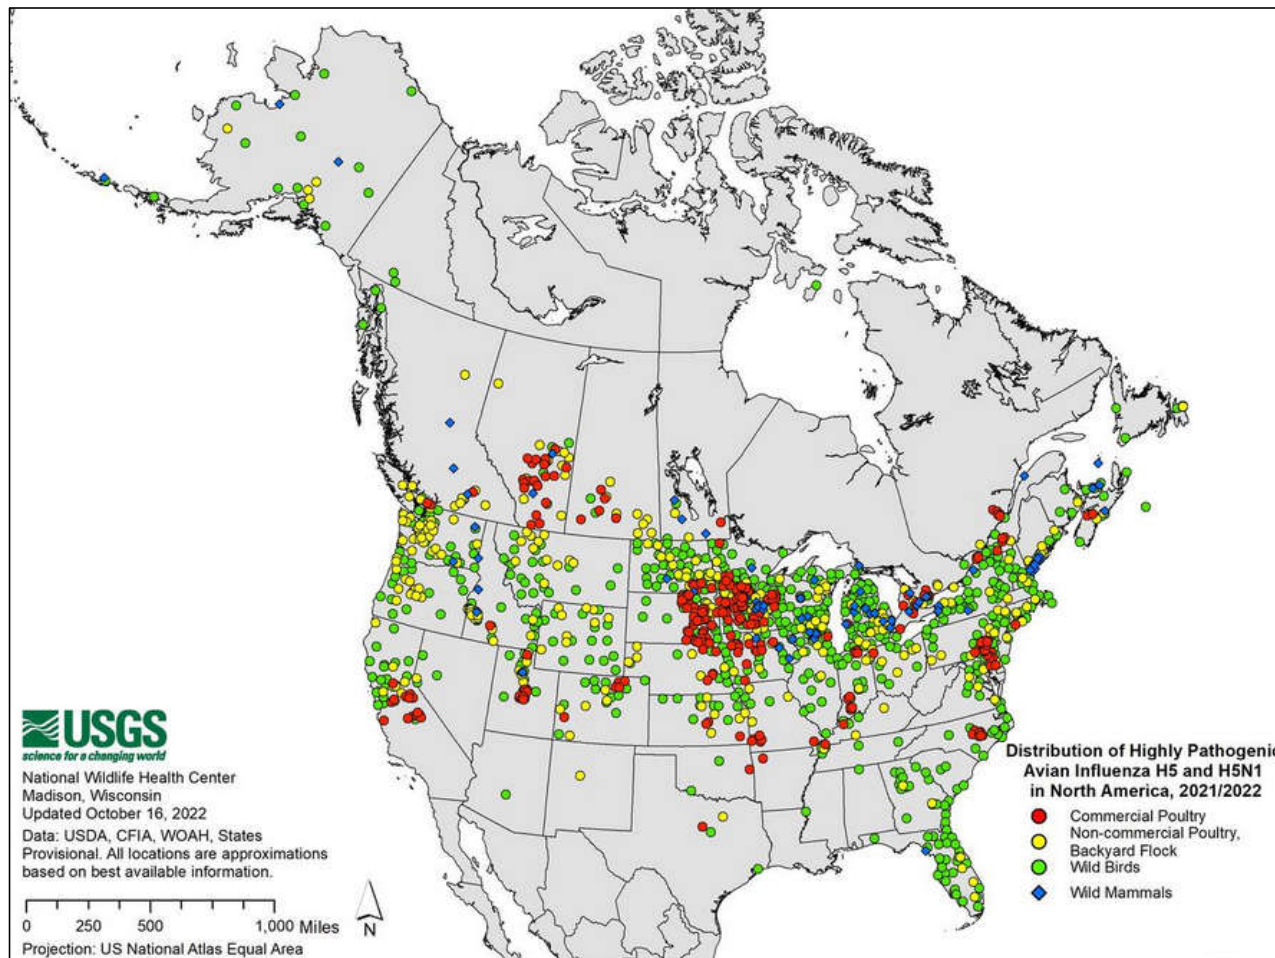 USGS
science for a changing world
National Wildlife Health Center
Madison, Wisconsin
Updated October 16, 2022
Data: USDA, CFIA, WOAH, States
Provisional. All locations are approximations
based on best available information.
0 250 500 1,000 Miles
Projection: US National Atlas Equal Area
N
Distribution of Highly Pathogenic
Avian Influenza H5 and H5N1
in North America, 2021/2022
Commercial Poultry
Non-commercial Poultry,
Backyard Flock
Wild Birds
Wild Mammals